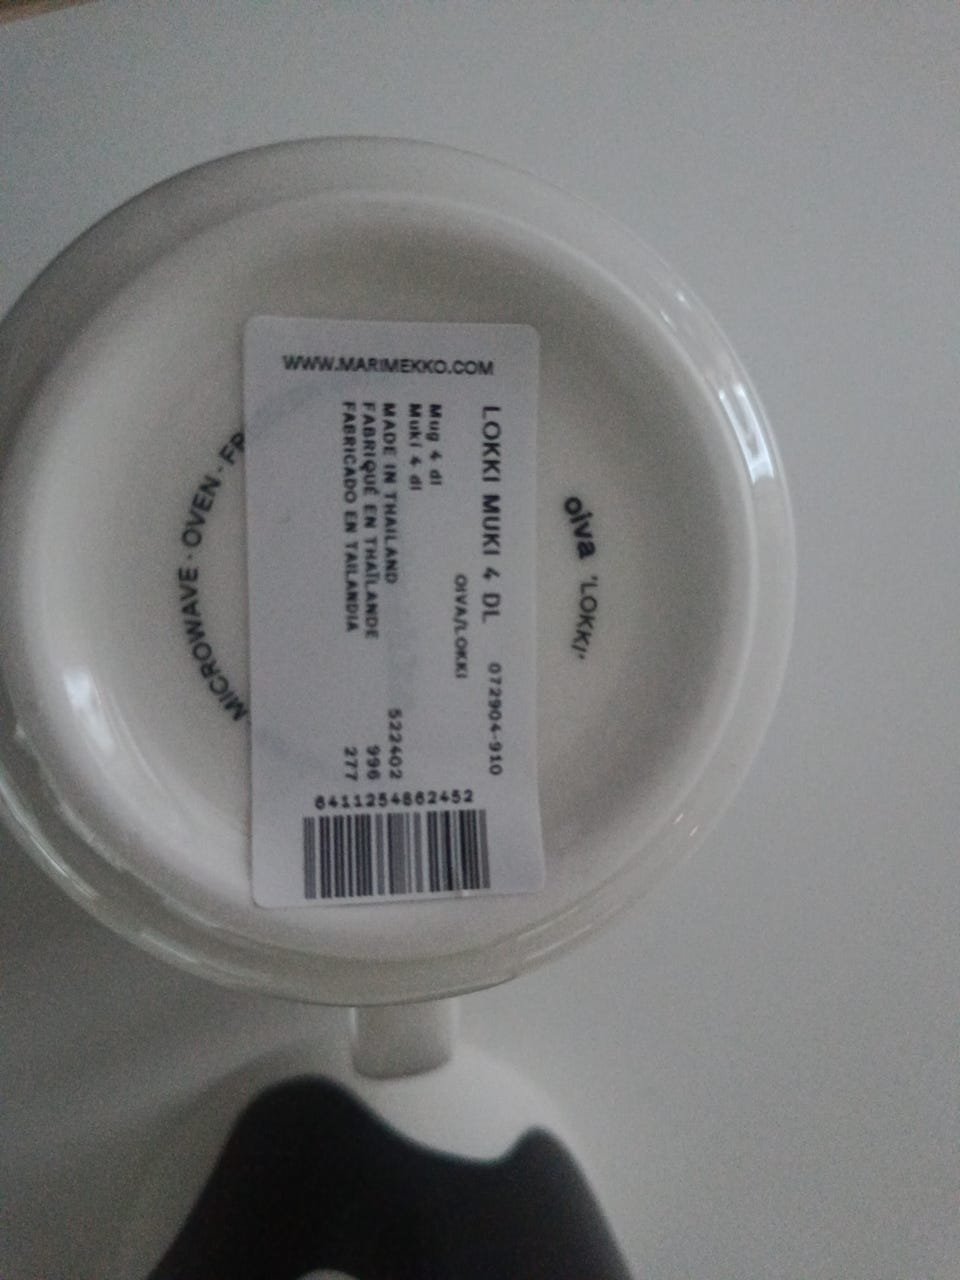 WWW.MARIMEKKO.COM
LOKKI MUKI 4 DL 072904-910
OIVA/LOKKI
Mug 4 dl
Muki 4 dl
MADE IN THAILAND 522402
FABRIQUÉ EN THAÏLANDE 996
FABRICADO EN TAILANDIA 277
6411254862452
oiva 'LOKKI'
MICROWAVE · OVEN ·